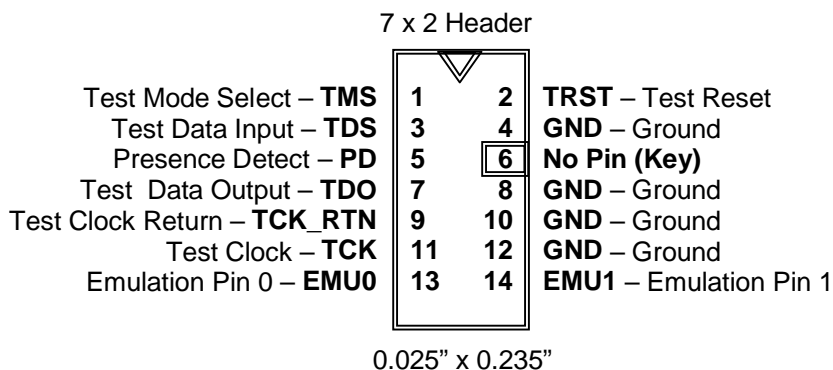 7 x 2 Header
Test Mode Select – TMS 1 2 TRST – Test Reset
Test Data Input – TDS 3 4 GND – Ground
Presence Detect – PD 5 6 No Pin (Key)
Test Data Output – TDO 7 8 GND – Ground
Test Clock Return – TCK_RTN 9 10 GND – Ground
Test Clock – TCK 11 12 GND – Ground
Emulation Pin 0 – EMU0 13 14 EMU1 – Emulation Pin 1
0.025” x 0.235”